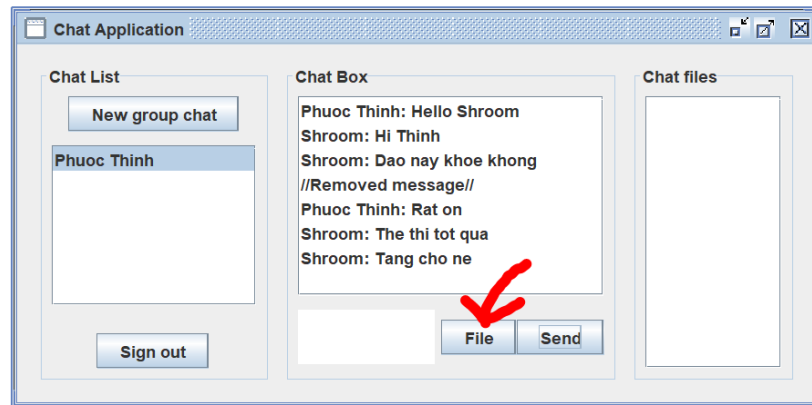 Chat Application
Chat List
New group chat
Phuoc Thinh
Sign out
Chat Box
Phuoc Thinh: Hello Shroom
Shroom: Hi Thinh
Shroom: Dao nay khoe khong
//Removed message//
Phuoc Thinh: Rat on
Shroom: The thi tot qua
Shroom: Tang cho ne
File
Send
Chat files